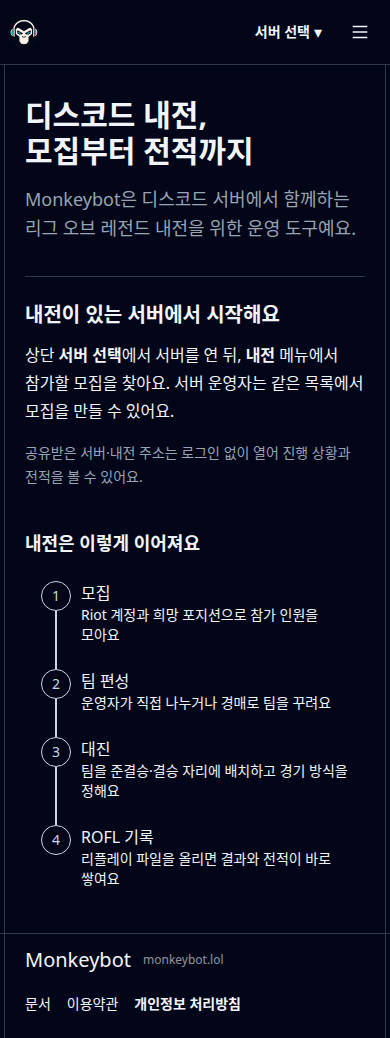 서버 선택 ▾
디스코드 내전,
모집부터 전적까지
Monkeybot은 디스코드 서버에서 함께하는
리그 오브 레전드 내전을 위한 운영 도구예요.
내전이 있는 서버에서 시작해요
상단 서버 선택에서 서버를 연 뒤, 내전 메뉴에서
참가할 모집을 찾아요. 서버 운영자는 같은 목록에서
모집을 만들 수 있어요.
공유받은 서버·내전 주소는 로그인 없이 열어 진행 상황과
전적을 볼 수 있어요.
내전은 이렇게 이어져요
1 모집
Riot 계정과 희망 포지션으로 참가 인원을
모아요
2 팀 편성
운영자가 직접 나누거나 경매로 팀을 꾸려요
3 대진
팀을 준결승·결승 자리에 배치하고 경기 방식을
정해요
4 ROFL 기록
리플레이 파일을 올리면 결과와 전적이 바로
쌓여요
Monkeybot monkeybot.lol
문서 이용약관 개인정보 처리방침